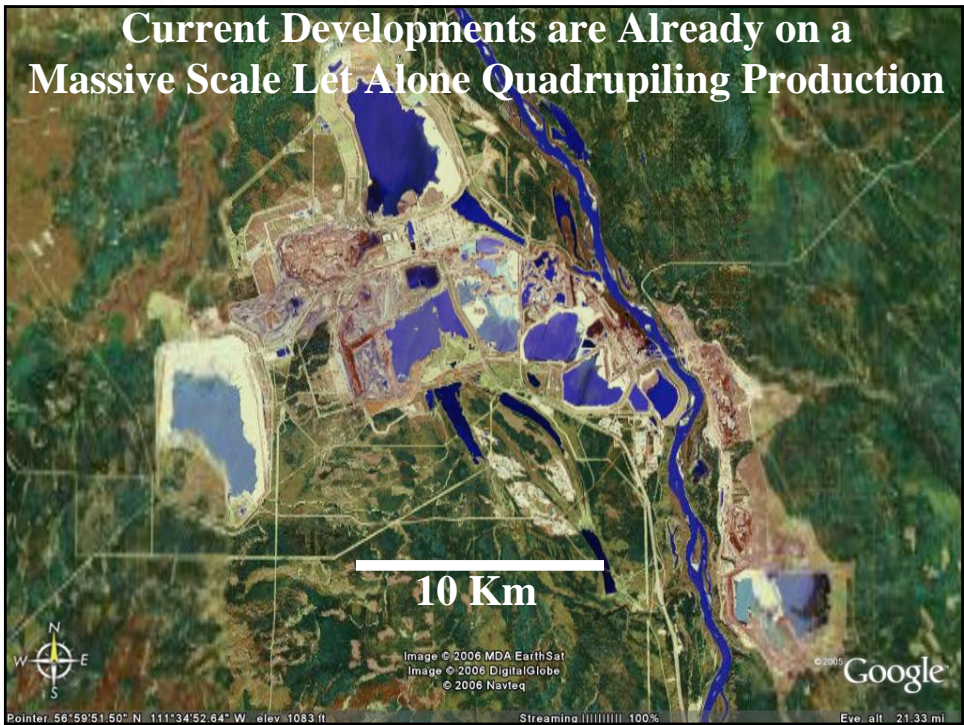 Current Developments are Already on a
Massive Scale Let Alone Quadrupiling Production
10 Km
N
W E
S
Image © 2006 MDA EarthSat
Image © 2006 DigitalGlobe
© 2006 Navteq
©2005 Google
Pointer 56°59'51.50" N 111°34'52.64" W elev 1083 ft Streaming |||||||||| 100% Eye alt 21.33 mi